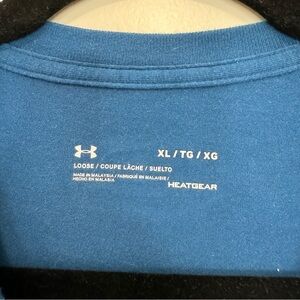 XL / TG / XG
LOOSE / COUPE LÂCHE / SUELTO
MADE IN MALAYSIA / FABRIQUÉ EN MALAISIE /
HECHO EN MALASIA
HEATGEAR